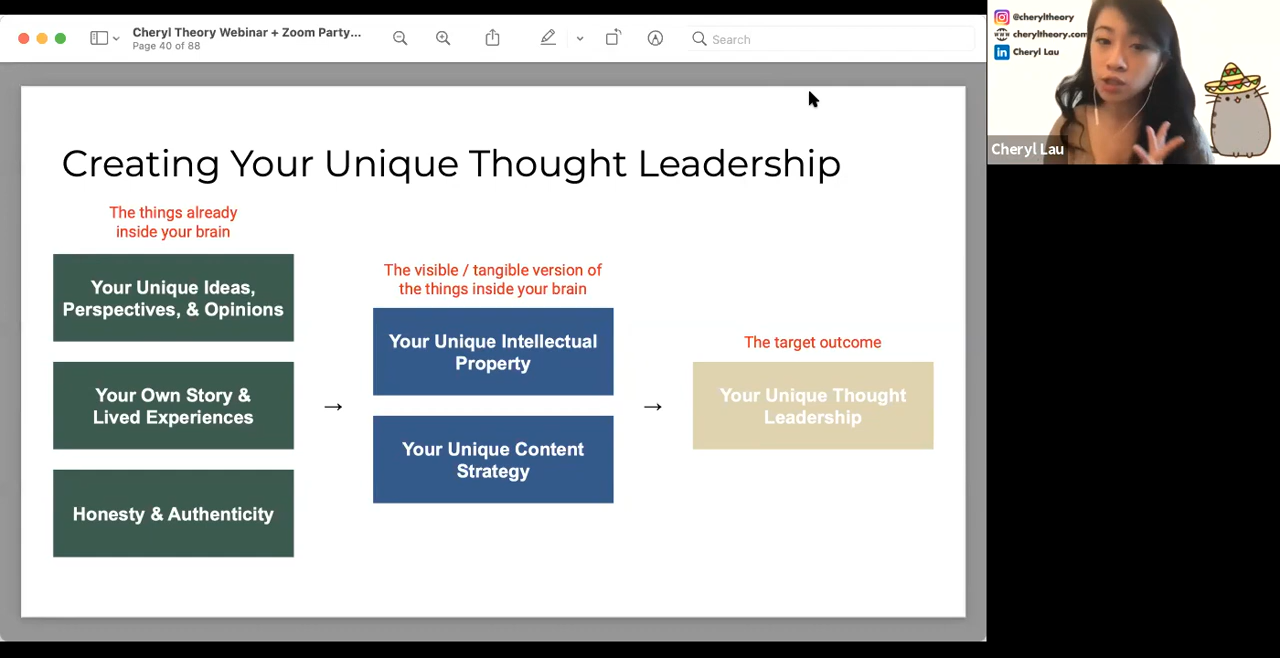 Cheryl Theory Webinar + Zoom Party...
Page 40 of 88
Search
@cheryltheory
cheryltheory.com
Cheryl Lau
Cheryl Lau
Creating Your Unique Thought Leadership
The things already
inside your brain
Your Unique Ideas,
Perspectives, & Opinions
Your Own Story &
Lived Experiences
Honesty & Authenticity
→
The visible / tangible version of
the things inside your brain
Your Unique Intellectual
Property
Your Unique Content
Strategy
→
The target outcome
Your Unique Thought
Leadership